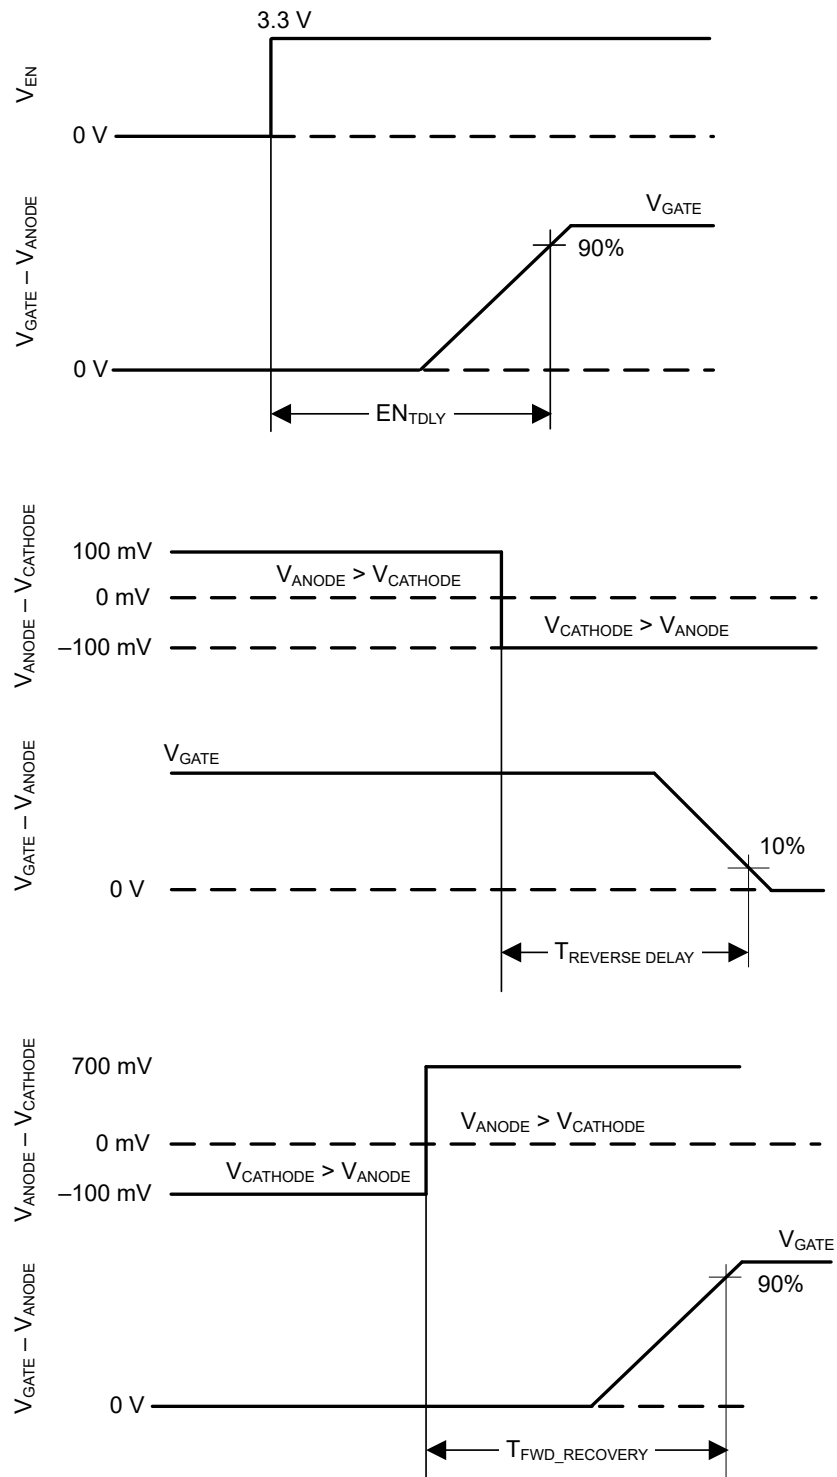 3.3 V
V_EN
0 V
V_GATE – V_ANODE
V_GATE
90%
0 V
EN_TDLY
V_ANODE – V_CATHODE
100 mV
V_ANODE > V_CATHODE
0 mV
V_CATHODE > V_ANODE
–100 mV
V_GATE – V_ANODE
V_GATE
10%
0 V
T_REVERSE DELAY
V_ANODE – V_CATHODE
700 mV
V_ANODE > V_CATHODE
0 mV
V_CATHODE > V_ANODE
–100 mV
V_GATE – V_ANODE
V_GATE
90%
0 V
T_FWD_RECOVERY